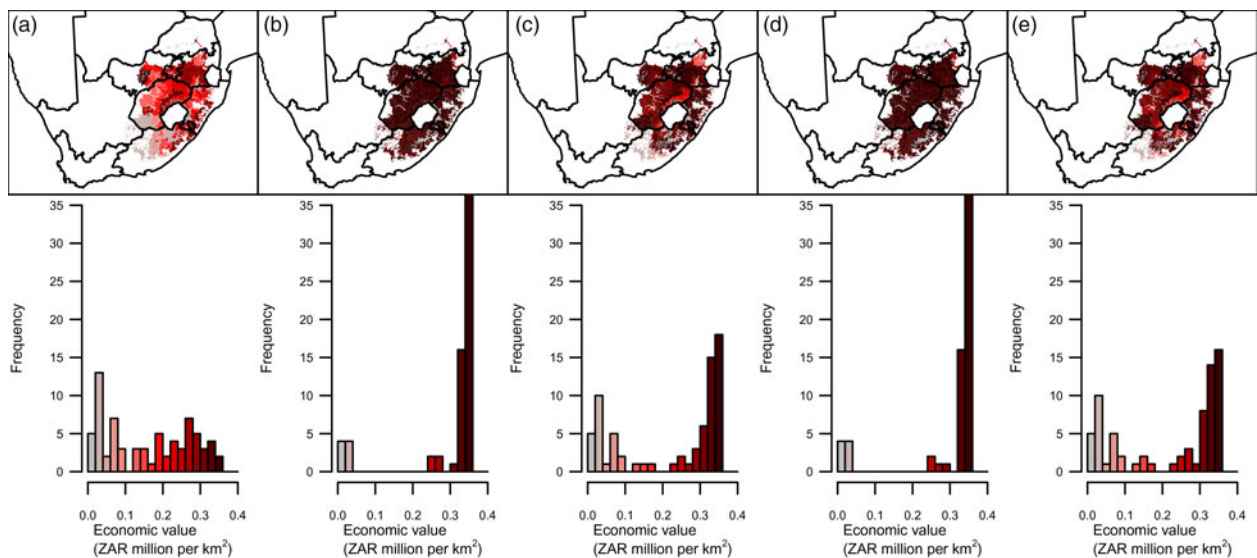 (a) (b) (c) (d) (e)
35 35 35 35 35
30 30 30 30 30
25 25 25 25 25
Frequency Frequency Frequency Frequency Frequency
20 20 20 20 20
15 15 15 15 15
10 10 10 10 10
5 5 5 5 5
0 0 0 0 0
0.0 0.1 0.2 0.3 0.4 0.0 0.1 0.2 0.3 0.4 0.0 0.1 0.2 0.3 0.4 0.0 0.1 0.2 0.3 0.4 0.0 0.1 0.2 0.3 0.4
Economic value Economic value Economic value Economic value Economic value
(ZAR million per km²) (ZAR million per km²) (ZAR million per km²) (ZAR million per km²) (ZAR million per km²)